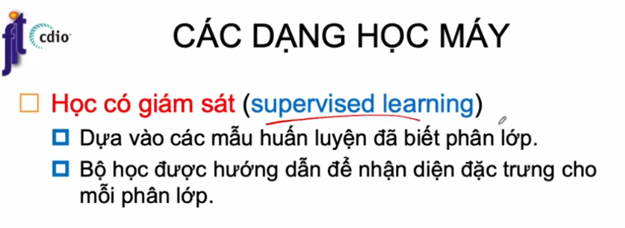 fit
cdio
CÁC DẠNG HỌC MÁY
Học có giám sát (supervised learning)
Dựa vào các mẫu huấn luyện đã biết phân lớp.
Bộ học được hướng dẫn để nhận diện đặc trưng cho
mỗi phân lớp.